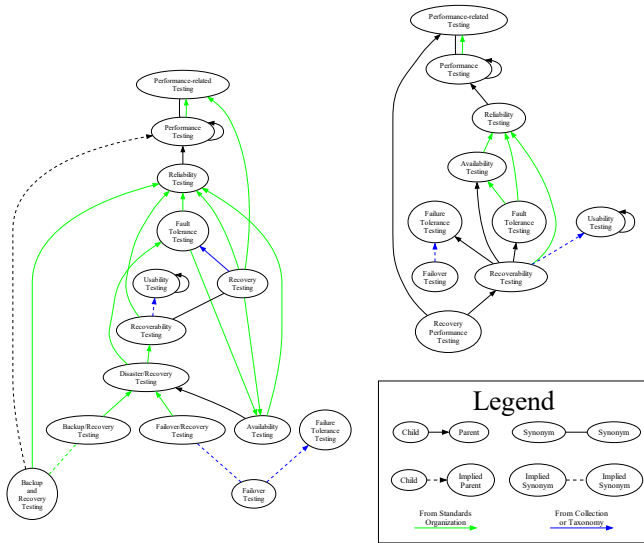 Performance-related
Testing
Performance
Testing
Reliability
Testing
Fault
Tolerance
Testing
Usability
Testing
Recovery
Testing
Recoverability
Testing
Disaster/Recovery
Testing
Backup/Recovery
Testing
Failover/Recovery
Testing
Availability
Testing
Failure
Tolerance
Testing
Backup
and
Recovery
Testing
Failover
Testing
Performance-related
Testing
Performance
Testing
Reliability
Testing
Availability
Testing
Failure
Tolerance
Testing
Fault
Tolerance
Testing
Usability
Testing
Failover
Testing
Recoverability
Testing
Recovery
Performance
Testing
Legend
Child
Parent
Synonym
Synonym
Child
Implied
Parent
Implied
Synonym
Implied
Synonym
From Standards
Organization
From Collection
or Taxonomy